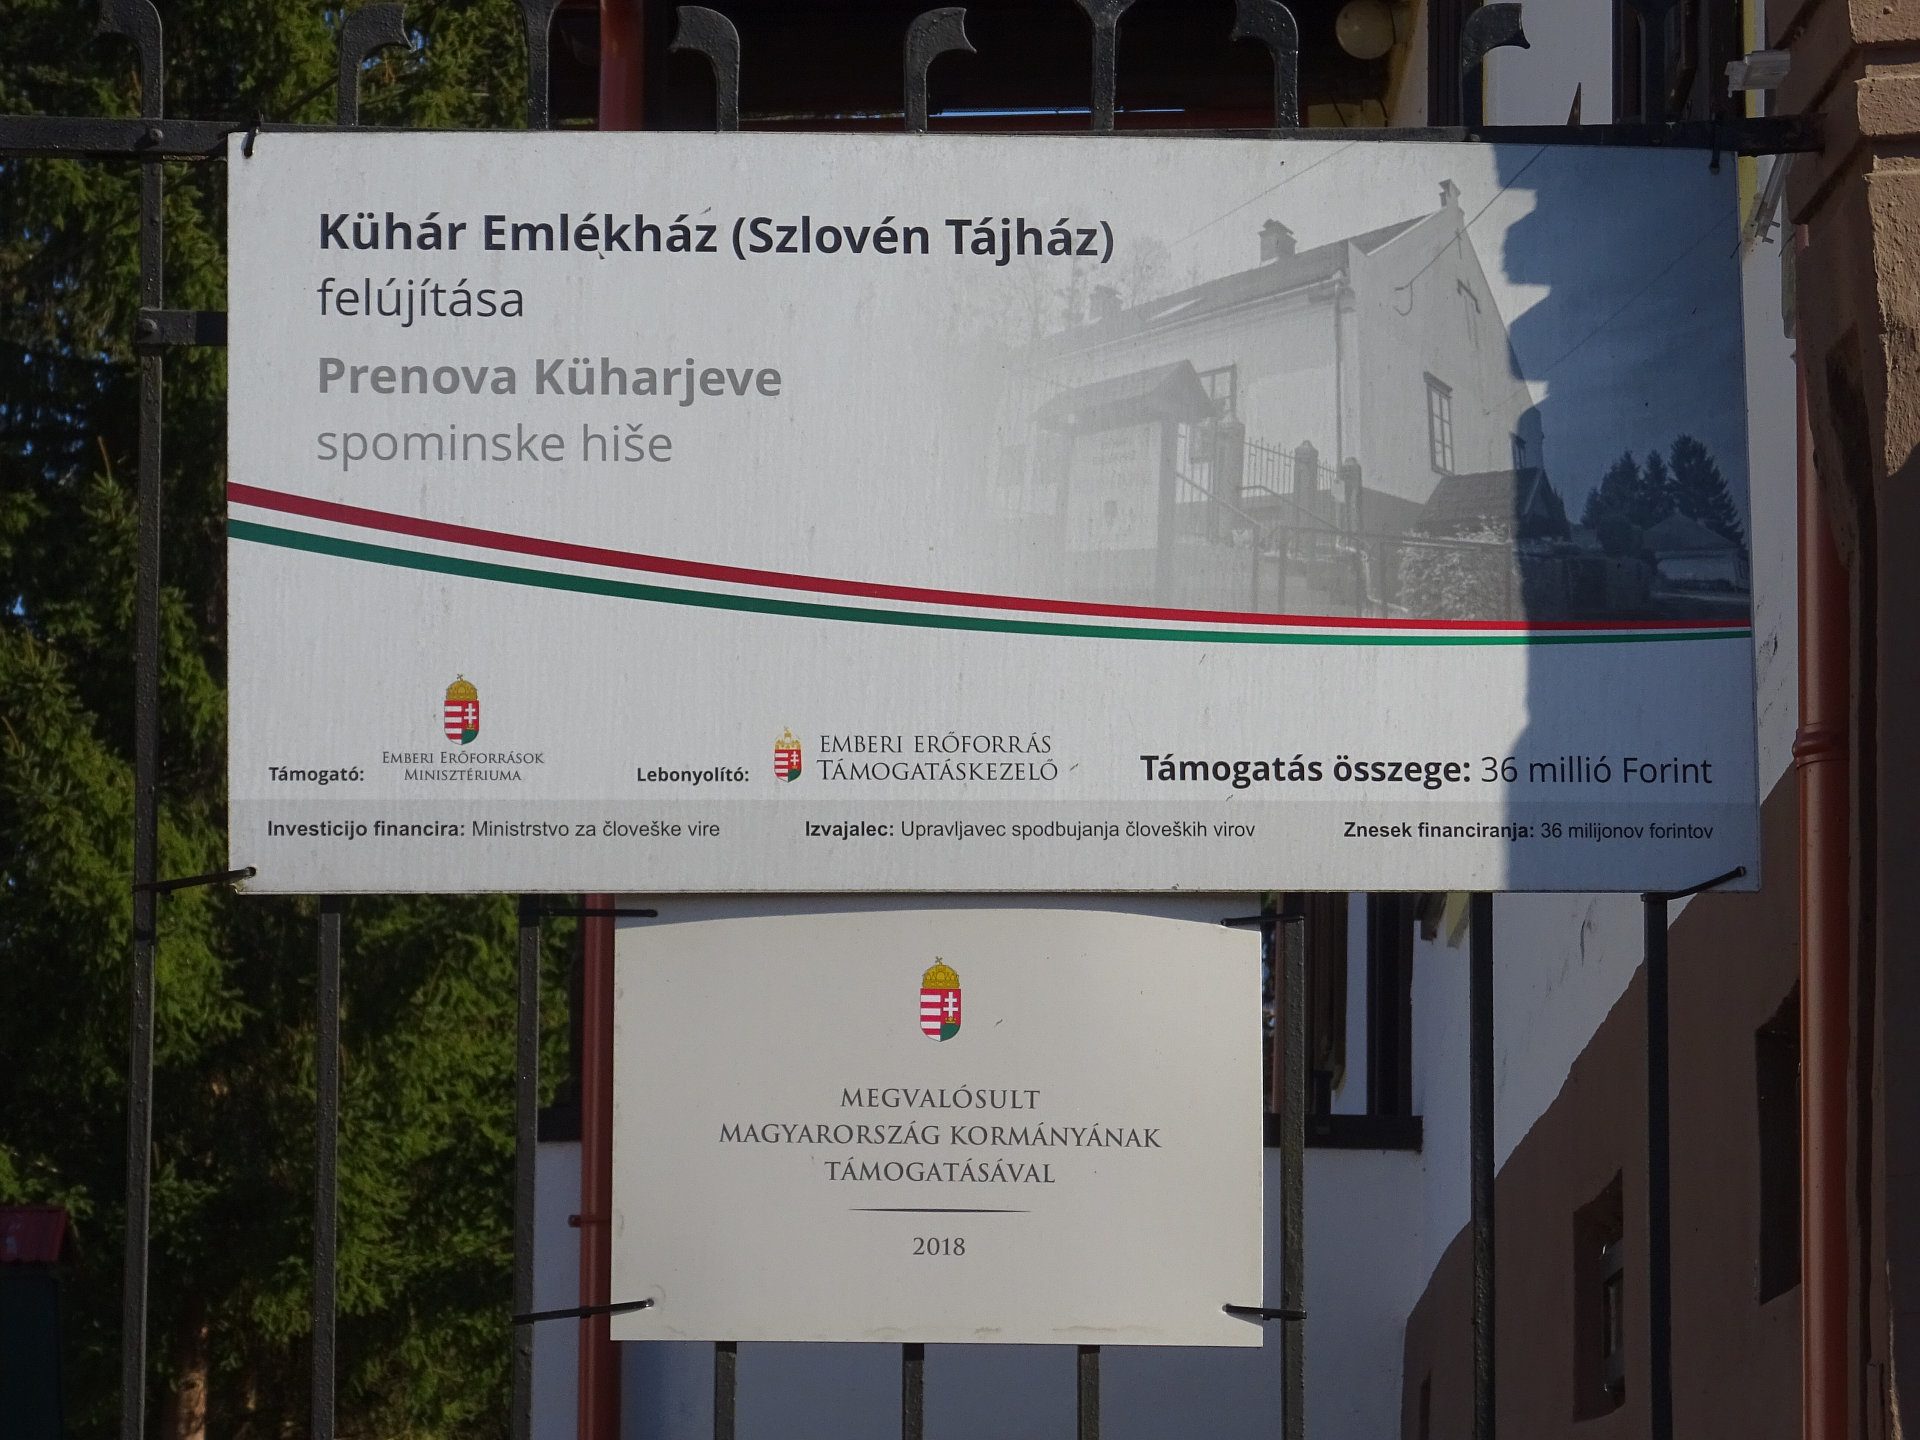 Kühár Emlékház (Szlovén Tájház)
felújítása
Prenova Küharjeve
spominske hiše
Támogató: EMBERI ERŐFORRÁSOK
MINISZTÉRIUMA
Lebonyolító: EMBERI ERŐFORRÁS
TÁMOGATÁSKEZELŐ
Támogatás összege: 36 millió Forint
Investicijo financira: Ministrstvo za človeške vire
Izvajalec: Upravljavec spodbujanja človeških virov
Znesek financiranja: 36 milijonov forintov
MEGVALÓSULT
MAGYARORSZÁG KORMÁNYÁNAK
TÁMOGATÁSÁVAL
2018